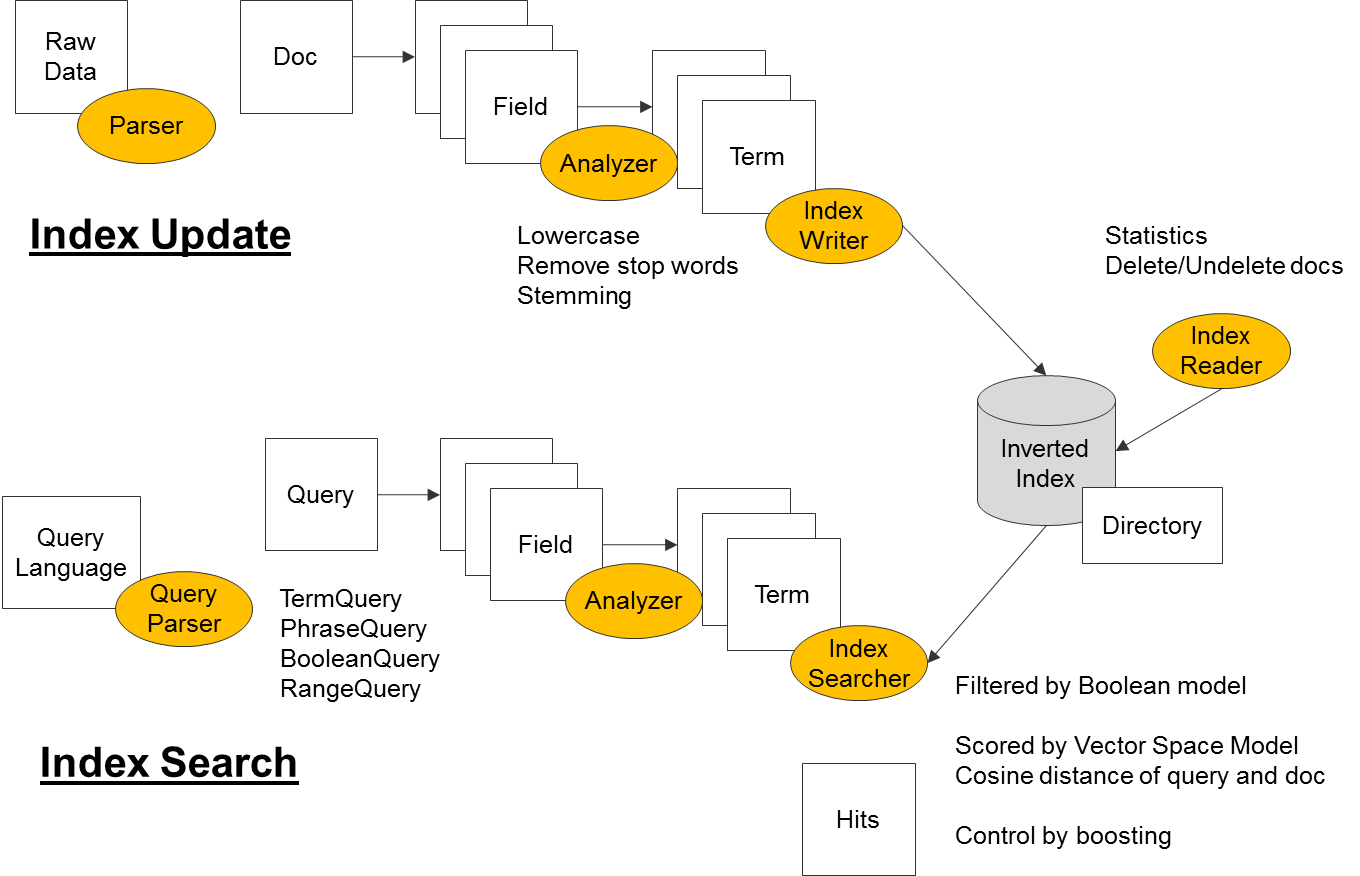 Raw
Data
Parser
Doc
Field
Analyzer
Term
Index
Writer
Index Update
Lowercase
Remove stop words
Stemming
Statistics
Delete/Undelete docs
Index
Reader
Inverted
Index
Directory
Query
Language
Query
Parser
Query
TermQuery
PhraseQuery
BooleanQuery
RangeQuery
Field
Analyzer
Term
Index
Searcher
Filtered by Boolean model
Scored by Vector Space Model
Cosine distance of query and doc
Control by boosting
Index Search
Hits